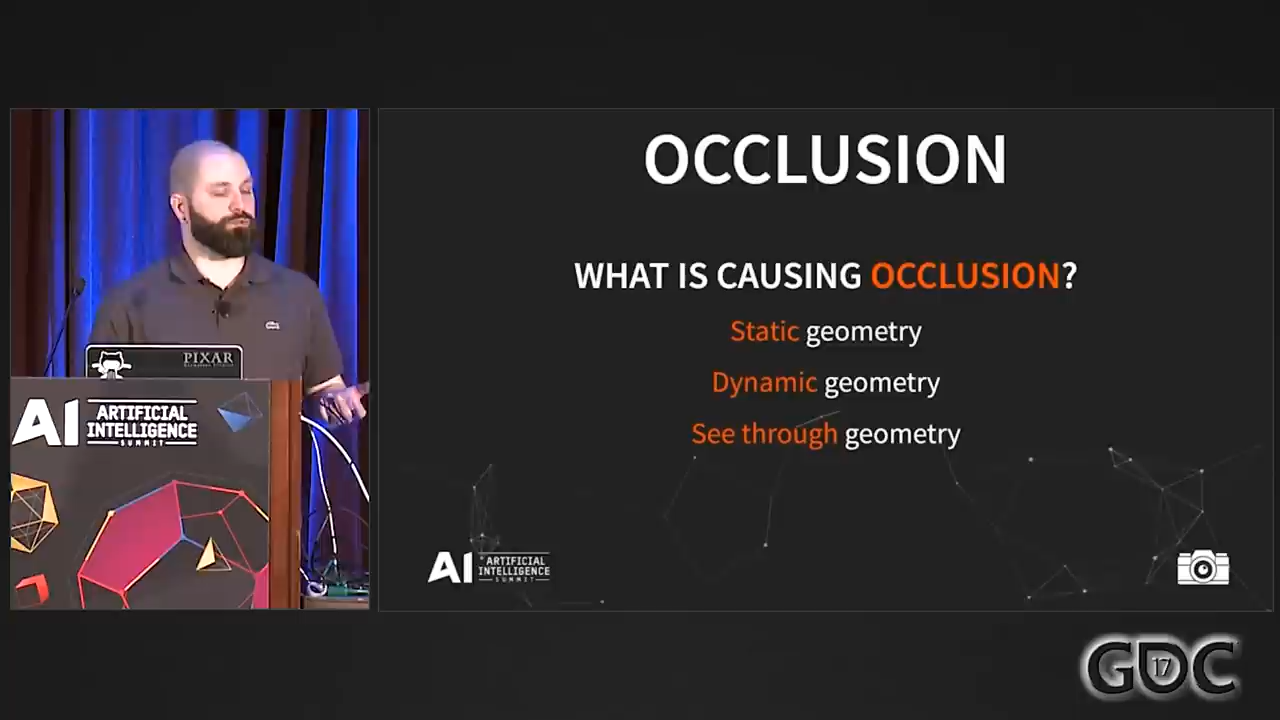 OCCLUSION
WHAT IS CAUSING OCCLUSION?
Static geometry
Dynamic geometry
See through geometry
AI ARTIFICIAL
INTELLIGENCE
SUMMIT
PIXAR
AI ARTIFICIAL
INTELLIGENCE
SUMMIT
GDC
17